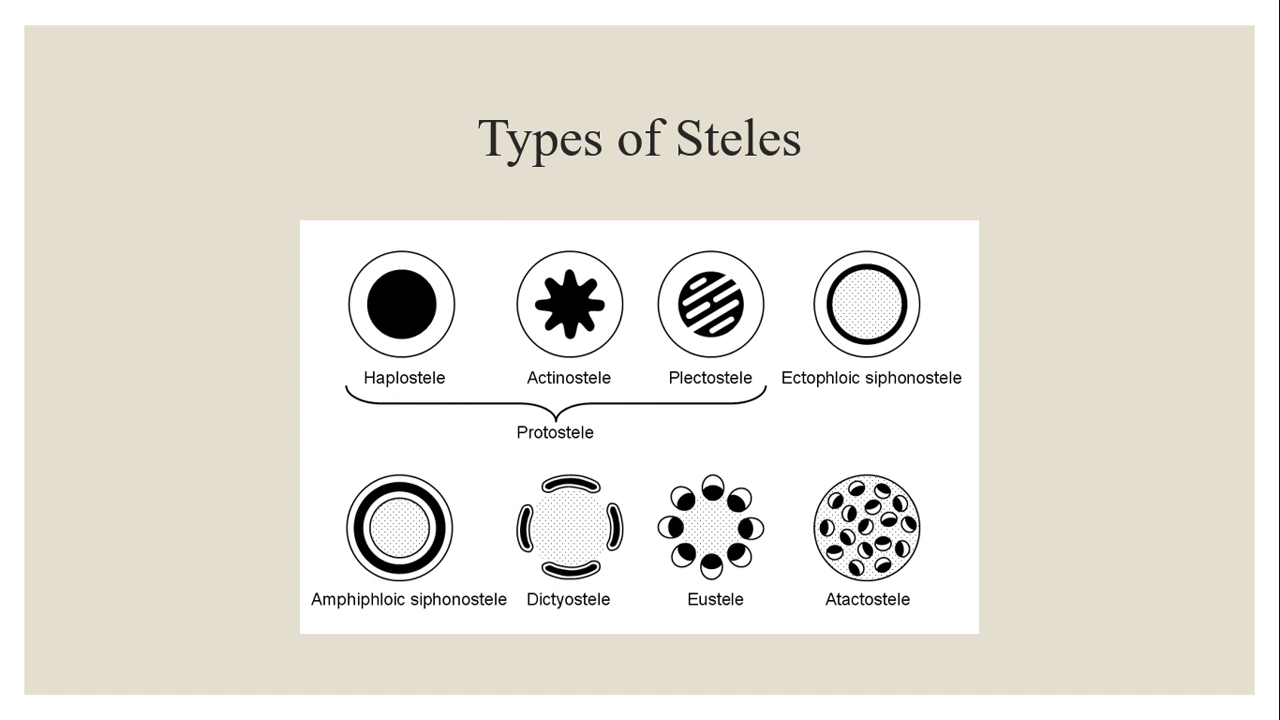 Types of Steles
Haplostele
Actinostele
Plectostele
Ectophloic siphonostele
Protostele
Amphiphloic siphonostele
Dictyostele
Eustele
Atactostele